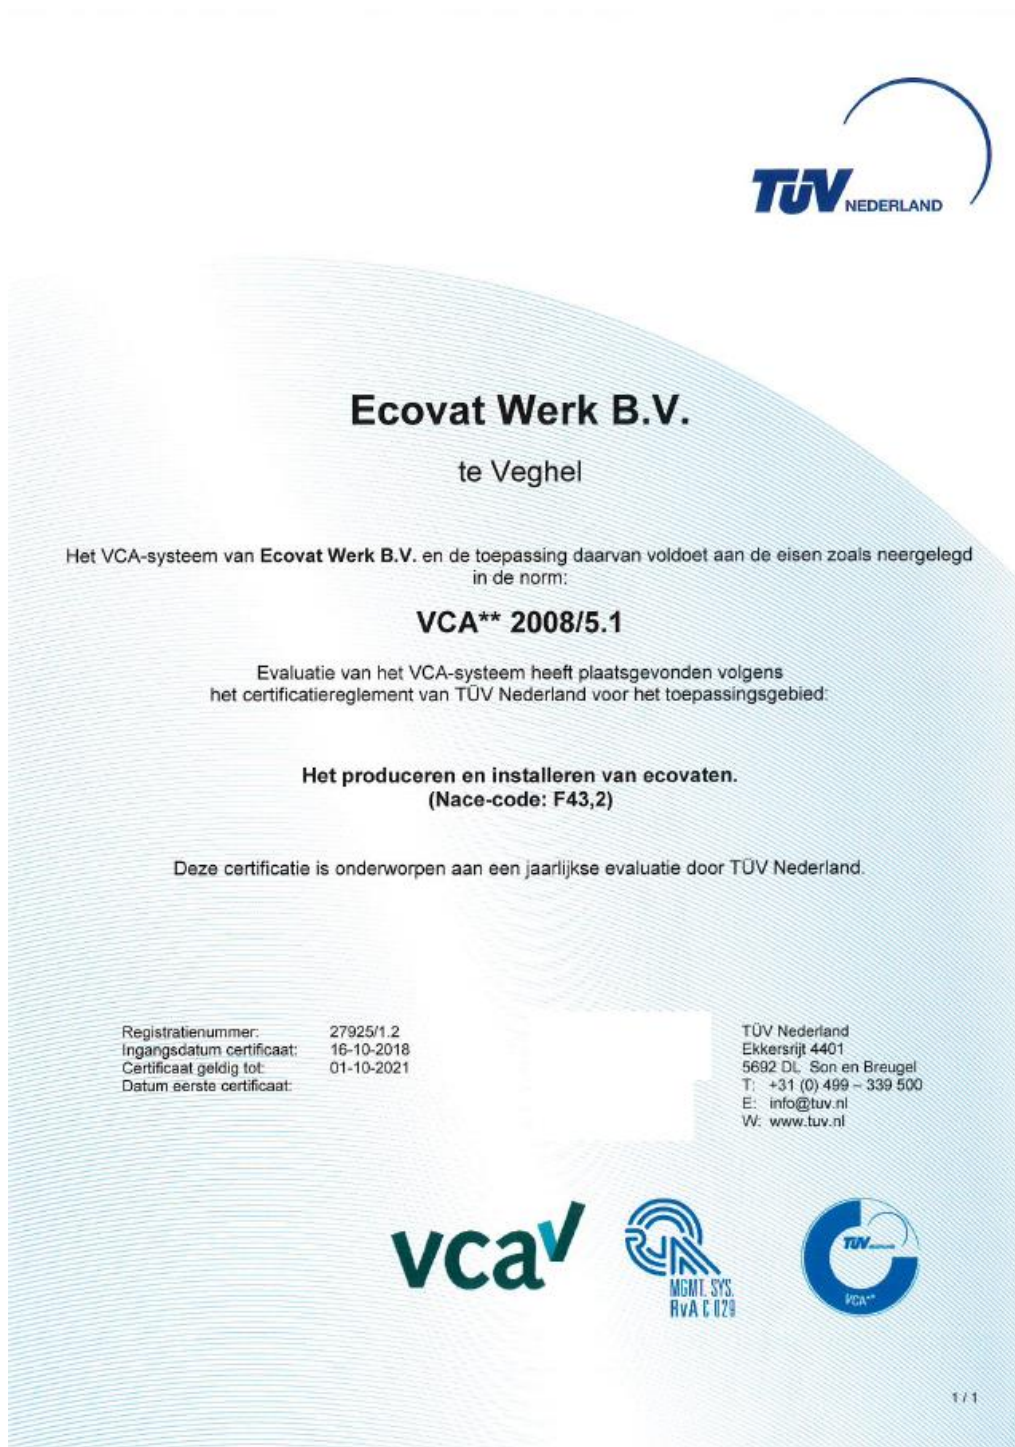 TÜV NEDERLAND
Ecovat Werk B.V.
te Veghel
Het VCA-systeem van Ecovat Werk B.V. en de toepassing daarvan voldoet aan de eisen zoals neergelegd
in de norm:
VCA** 2008/5.1
Evaluatie van het VCA-systeem heeft plaatsgevonden volgens
het certificatiereglement van TÜV Nederland voor het toepassingsgebied:
Het produceren en installeren van ecovaten.
(Nace-code: F43,2)
Deze certificatie is onderworpen aan een jaarlijkse evaluatie door TÜV Nederland.
Registratienummer: 27925/1.2
Ingangsdatum certificaat: 16-10-2018
Certificaat geldig tot: 01-10-2021
Datum eerste certificaat:
TÜV Nederland
Ekkersrijt 4401
5692 DL Son en Breugel
T: +31 (0) 499 – 339 500
E: info@tuv.nl
W: www.tuv.nl
vca
MGMT. SYS.
RvA C 029
TÜV NEDERLAND
VCA**
1 / 1